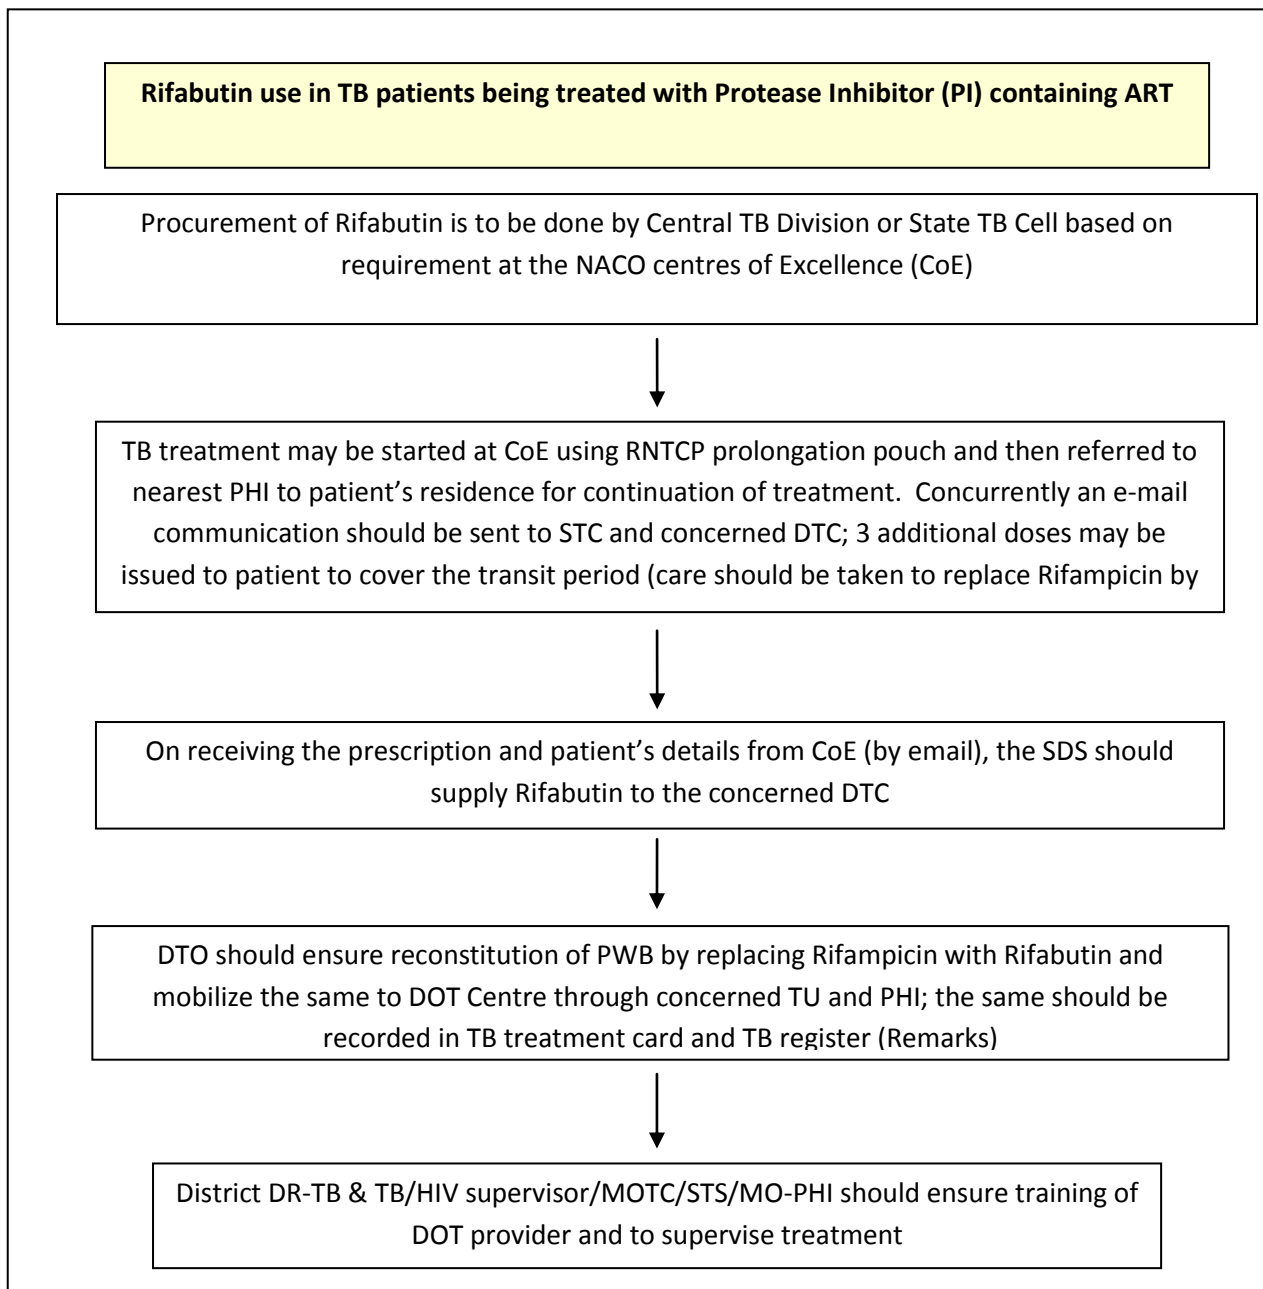 Rifabutin use in TB patients being treated with Protease Inhibitor (PI) containing ART
Procurement of Rifabutin is to be done by Central TB Division or State TB Cell based on
requirement at the NACO centres of Excellence (CoE)
TB treatment may be started at CoE using RNTCP prolongation pouch and then referred to
nearest PHI to patient’s residence for continuation of treatment.  Concurrently an e-mail
communication should be sent to STC and concerned DTC; 3 additional doses may be
issued to patient to cover the transit period (care should be taken to replace Rifampicin by
On receiving the prescription and patient’s details from CoE (by email), the SDS should
supply Rifabutin to the concerned DTC
DTO should ensure reconstitution of PWB by replacing Rifampicin with Rifabutin and
mobilize the same to DOT Centre through concerned TU and PHI; the same should be
recorded in TB treatment card and TB register (Remarks)
District DR-TB & TB/HIV supervisor/MOTC/STS/MO-PHI should ensure training of
DOT provider and to supervise treatment